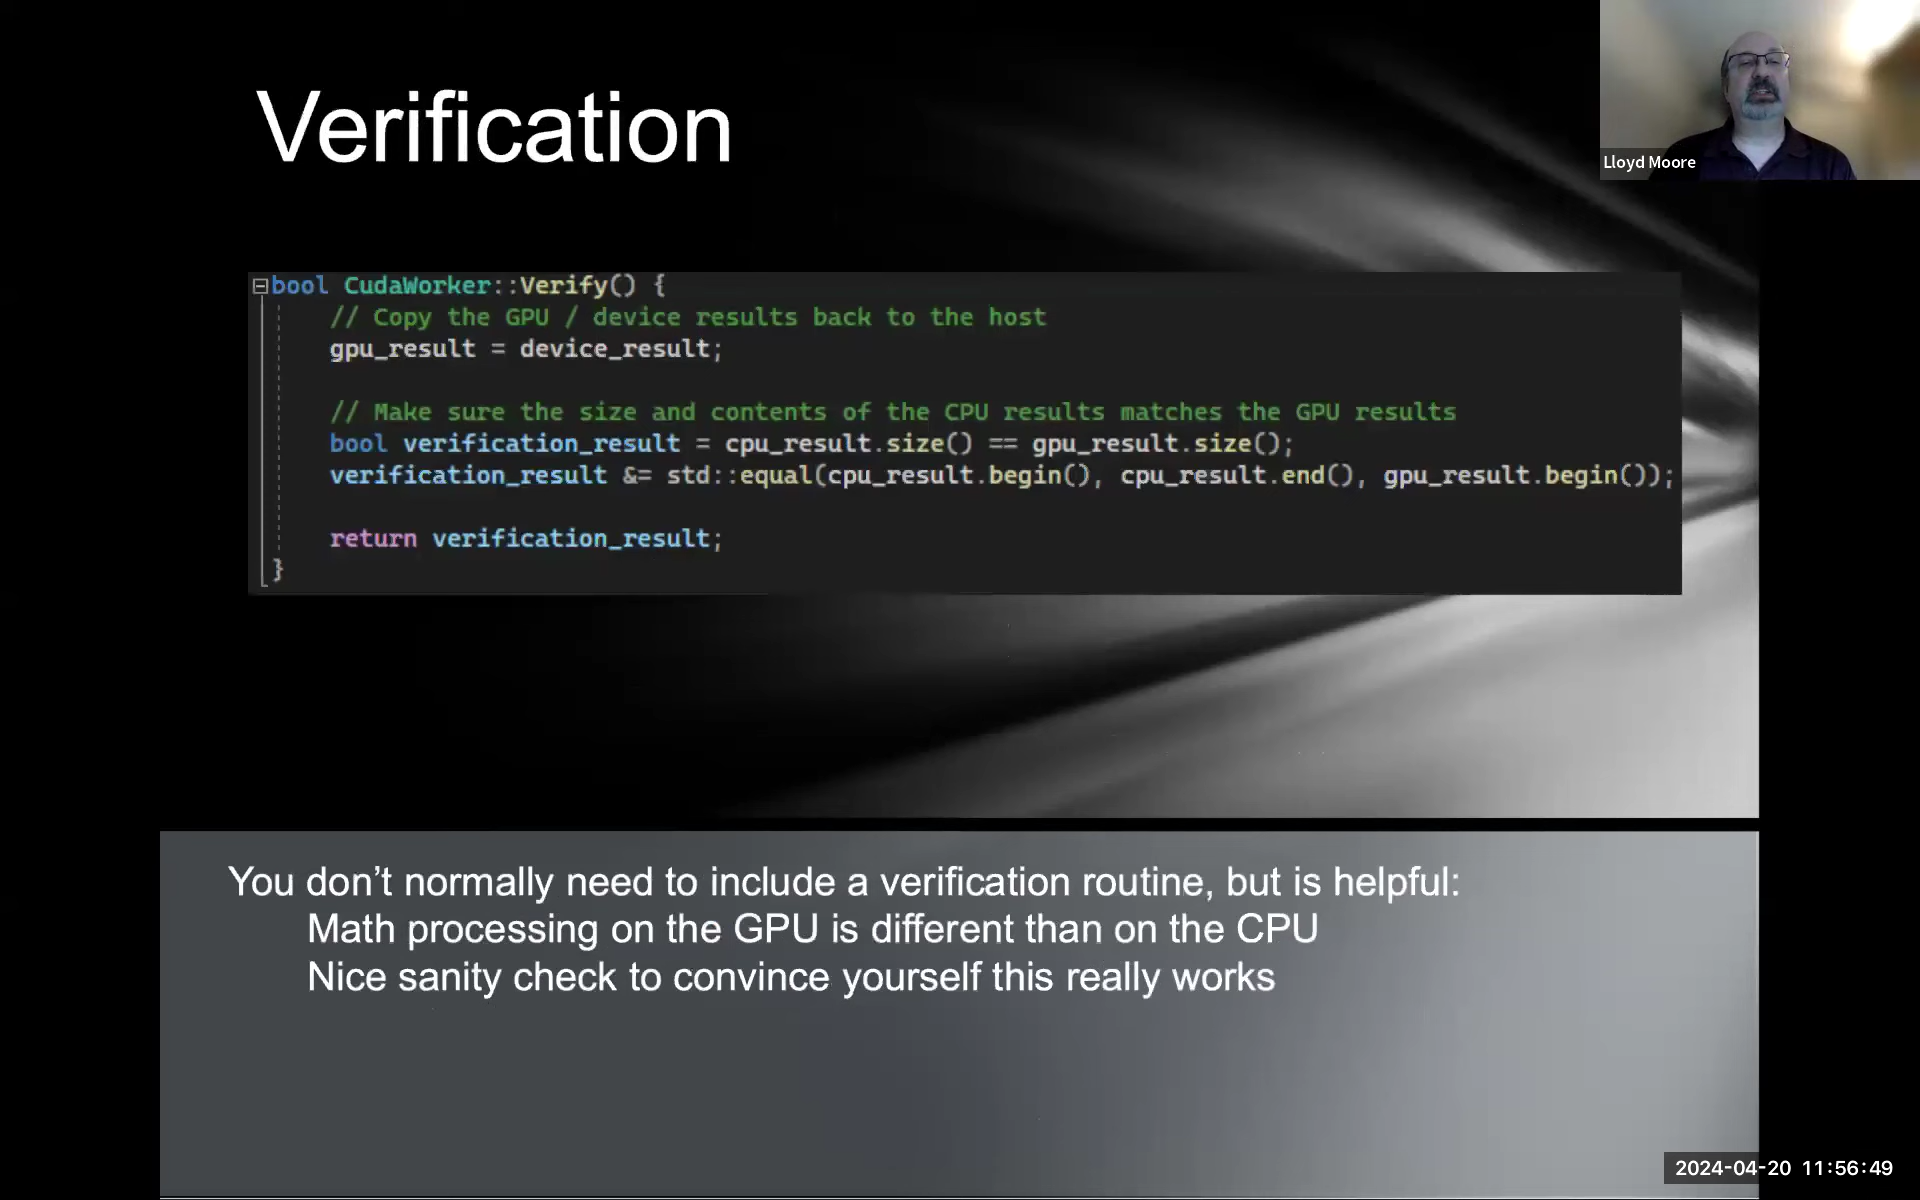 Verification
Lloyd Moore
bool CudaWorker::Verify() {
// Copy the GPU / device results back to the host
gpu_result = device_result;
// Make sure the size and contents of the CPU results matches the GPU results
bool verification_result = cpu_result.size() == gpu_result.size();
verification_result &= std::equal(cpu_result.begin(), cpu_result.end(), gpu_result.begin());
return verification_result;
}
You don’t normally need to include a verification routine, but is helpful:
Math processing on the GPU is different than on the CPU
Nice sanity check to convince yourself this really works
2024-04-20 11:56:49